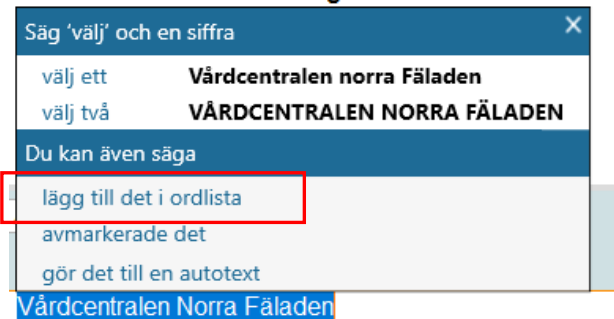 Säg ‘välj’ och en siffra ×
välj ett Vårdcentralen norra Fäladen
välj två VÅRDCENTRALEN NORRA FÄLADEN
Du kan även säga
lägg till det i ordlista
avmarkerade det
gör det till en autotext
Vårdcentralen Norra Fäladen